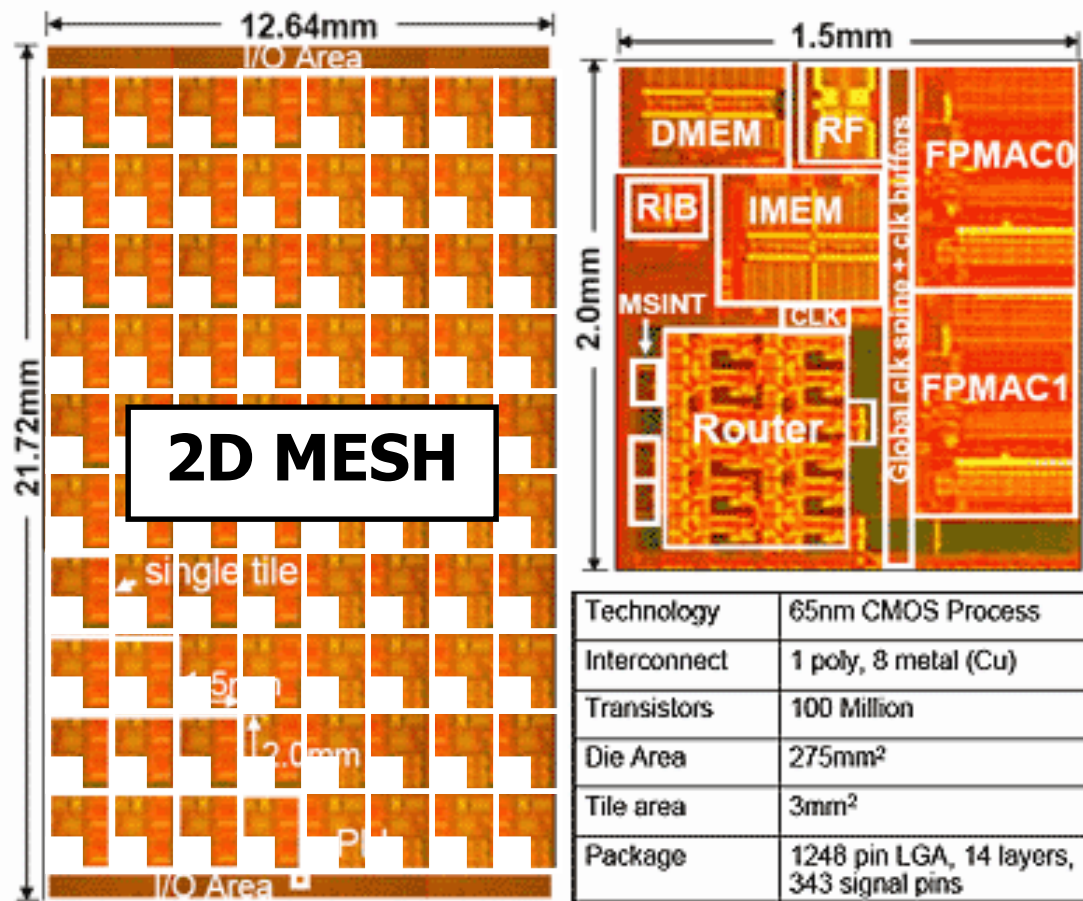 12.64mm
I/O Area
21.72mm
2D MESH
single tile
2.0mm
I/O Area
1.5mm
2.0mm
DMEM
RF
FPMAC0
RIB
IMEM
MSINT
CLK
Router
FPMAC1
Global clk spine + clk buffers
Technology 65nm CMOS Process
Interconnect 1 poly, 8 metal (Cu)
Transistors 100 Million
Die Area 275mm²
Tile area 3mm²
Package 1248 pin LGA, 14 layers,
343 signal pins